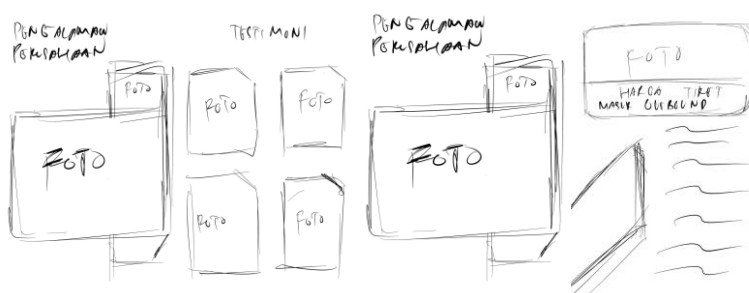 PENGALAMAN
PERUSAHAAN
FOTO
FOTO
TESTIMONI
FOTO
FOTO
FOTO
FOTO
PENGALAMAN
PERUSAHAAN
FOTO
FOTO
FOTO
HARGA TIKET
MASUK OUTBOUND